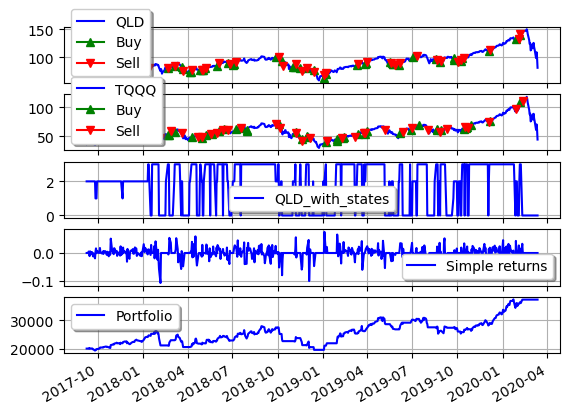 QLD
Buy
Sell
150
100
TQQQ
Buy
Sell
100
50
QLD_with_states
2
0
Simple returns
0.0
−0.1
Portfolio
30000
20000
2017-10
2018-01
2018-04
2018-07
2018-10
2019-01
2019-04
2019-07
2019-10
2020-01
2020-04